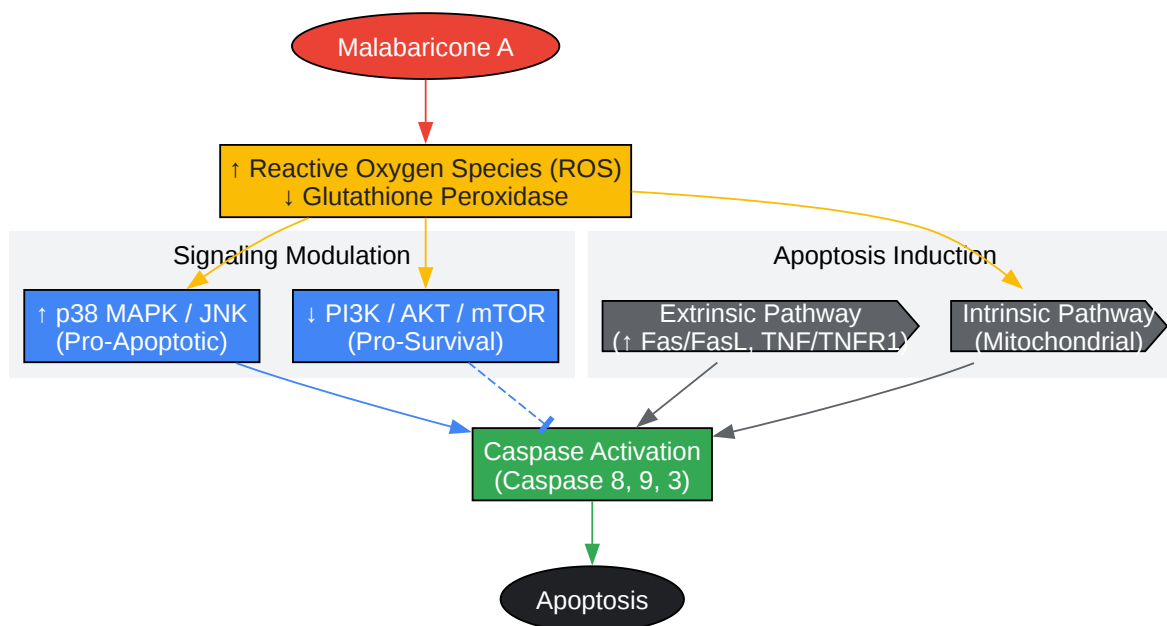 Malabaricone A
↑ Reactive Oxygen Species (ROS)
↓ Glutathione Peroxidase
Signaling Modulation
Apoptosis Induction
↑ p38 MAPK / JNK
(Pro-Apoptotic)
↓ PI3K / AKT / mTOR
(Pro-Survival)
Extrinsic Pathway
(↑ Fas/FasL, TNF/TNFR1)
Intrinsic Pathway
(Mitochondrial)
Caspase Activation
(Caspase 8, 9, 3)
Apoptosis